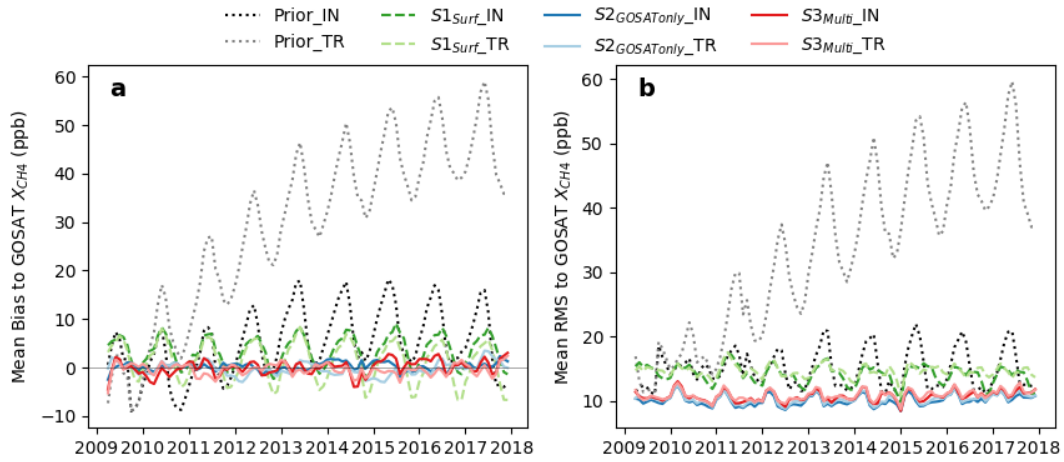 Prior_IN S1Surf_IN S2GOSATonly_IN S3Multi_IN
Prior_TR S1Surf_TR S2GOSATonly_TR S3Multi_TR
a
Mean Bias to GOSAT XCH4 (ppb)
60
50
40
30
20
10
0
−10
2009 2010 2011 2012 2013 2014 2015 2016 2017 2018
b
Mean RMS to GOSAT XCH4 (ppb)
60
50
40
30
20
10
2009 2010 2011 2012 2013 2014 2015 2016 2017 2018